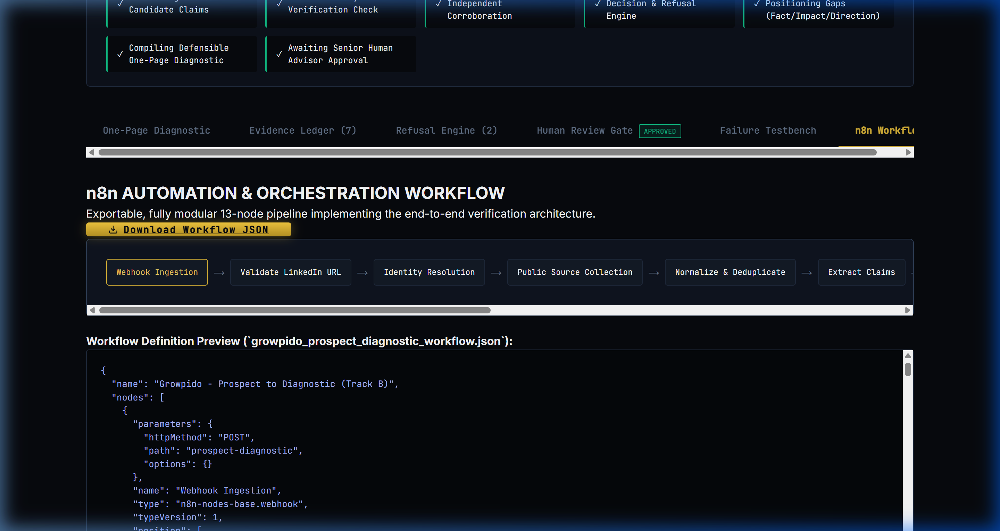 ✓ Candidate Claims
✓ Verification Check
✓ Independent
Corroboration
✓ Decision & Refusal
Engine
✓ Positioning Gaps
(Fact/Impact/Direction)
✓ Compiling Defensible
One-Page Diagnostic
✓ Awaiting Senior Human
Advisor Approval
One-Page Diagnostic
Evidence Ledger (7)
Refusal Engine (2)
Human Review Gate APPROVED
Failure Testbench
n8n Workflo
n8n AUTOMATION & ORCHESTRATION WORKFLOW
Exportable, fully modular 13-node pipeline implementing the end-to-end verification architecture.
Download Workflow JSON
Webhook Ingestion → Validate LinkedIn URL → Identity Resolution → Public Source Collection → Normalize & Deduplicate → Extract Claims
Workflow Definition Preview (`growpido_prospect_diagnostic_workflow.json`):
{
"name": "Growpido - Prospect to Diagnostic (Track B)",
"nodes": [
{
"parameters": {
"httpMethod": "POST",
"path": "prospect-diagnostic",
"options": {}
},
"name": "Webhook Ingestion",
"type": "n8n-nodes-base.webhook",
"typeVersion": 1,
"position": [